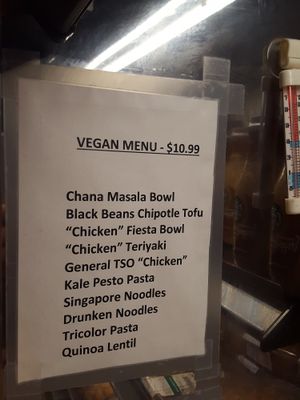 VEGAN MENU - $10.99
Chana Masala Bowl
Black Beans Chipotle Tofu
“Chicken” Fiesta Bowl
“Chicken” Teriyaki
General TSO “Chicken”
Kale Pesto Pasta
Singapore Noodles
Drunken Noodles
Tricolor Pasta
Quinoa Lentil